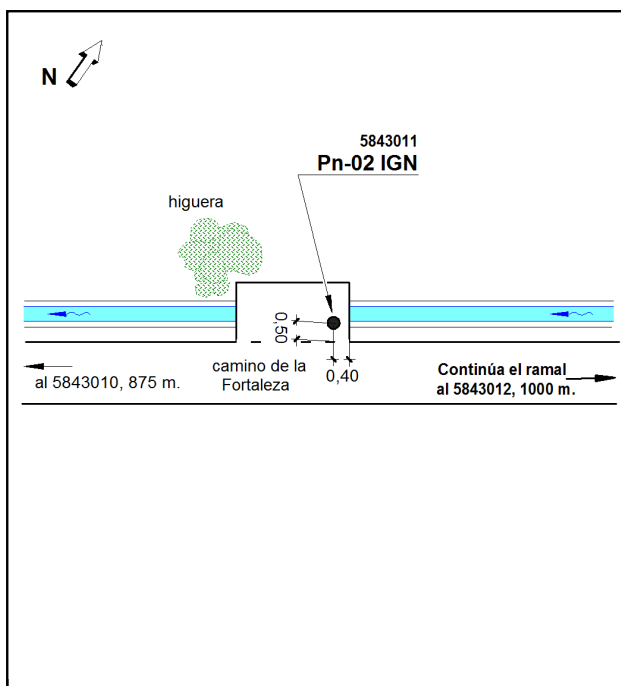 N
5843011
Pn-02 IGN
higuera
0,50
camino de la
Fortaleza
0,40
al 5843010, 875 m.
Continúa el ramal
al 5843012, 1000 m.